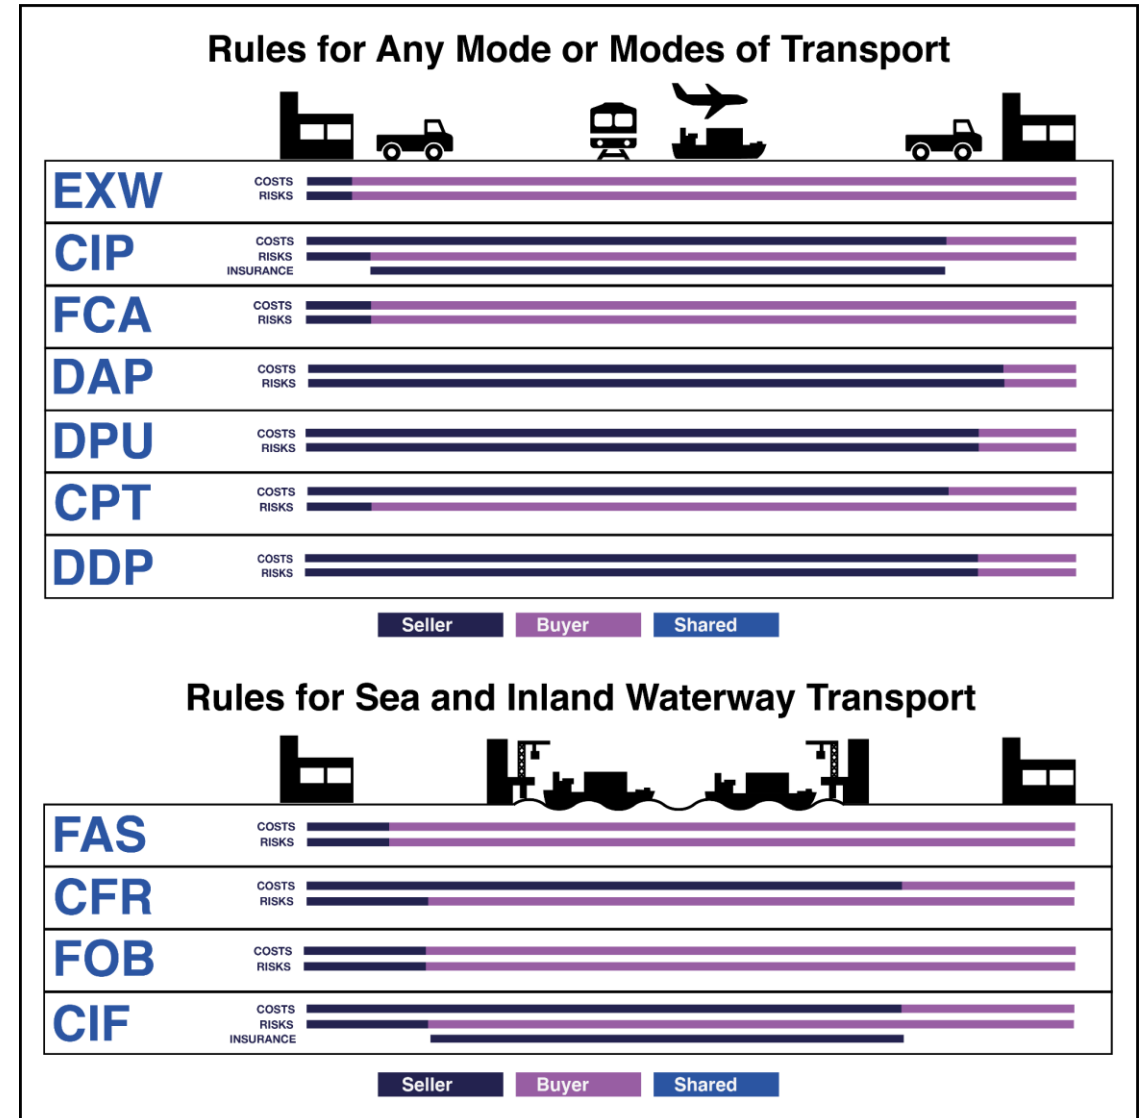 Rules for Any Mode or Modes of Transport
EXW
COSTS
RISKS
CIP
COSTS
RISKS
INSURANCE
FCA
COSTS
RISKS
DAP
COSTS
RISKS
DPU
COSTS
RISKS
CPT
COSTS
RISKS
DDP
COSTS
RISKS
Seller Buyer Shared
Rules for Sea and Inland Waterway Transport
FAS
COSTS
RISKS
CFR
COSTS
RISKS
FOB
COSTS
RISKS
CIF
COSTS
RISKS
INSURANCE
Seller Buyer Shared